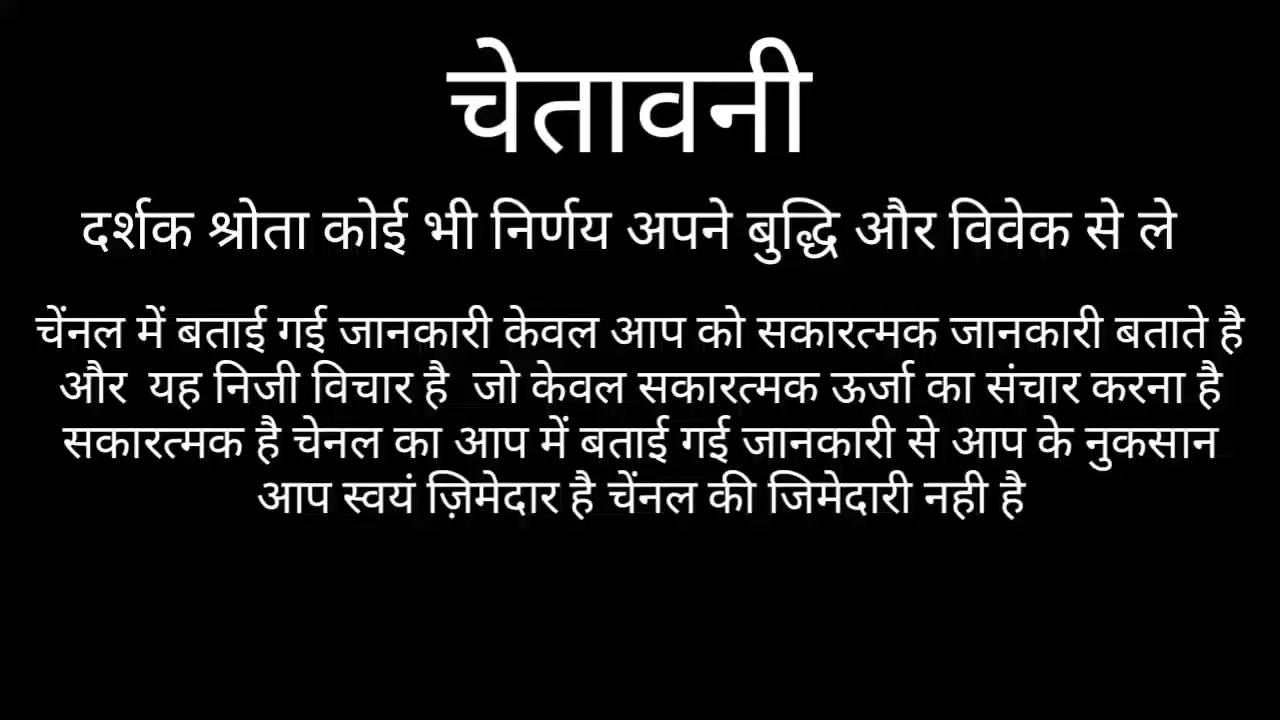 चेतावनी
दर्शक श्रोता कोई भी निर्णय अपने बुद्धि और विवेक से ले
चेंनल में बताई गई जानकारी केवल आप को सकारत्मक जानकारी बताते है
और यह निजी विचार है जो केवल सकारत्मक ऊर्जा का संचार करना है
सकारत्मक है चेनल का आप में बताई गई जानकारी से आप के नुकसान
आप स्वयं ज़िमेदार है चेंनल की जिमेदारी नही है